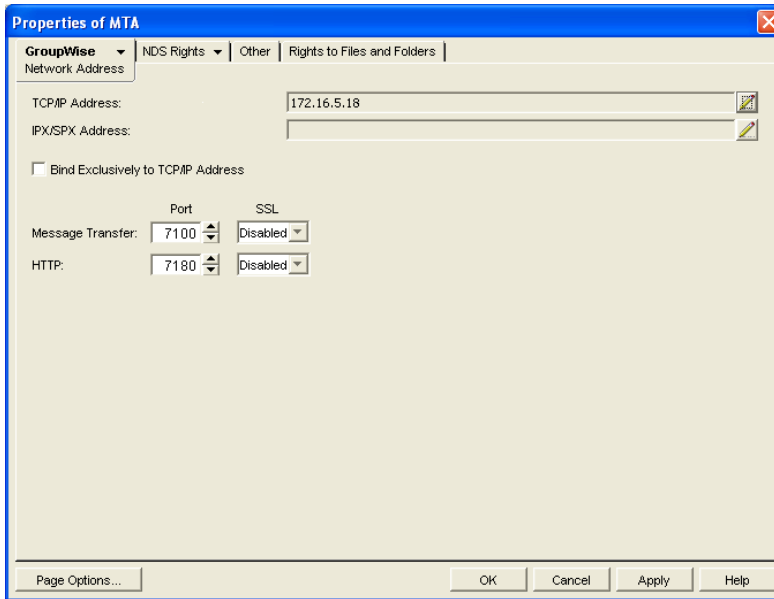 Properties of MTA
GroupWise NDS Rights Other Rights to Files and Folders
Network Address
TCP/IP Address: 172.16.5.18
IPX/SPX Address:
Bind Exclusively to TCP/IP Address
Port SSL
Message Transfer: 7100 Disabled
HTTP: 7180 Disabled
Page Options... OK Cancel Apply Help